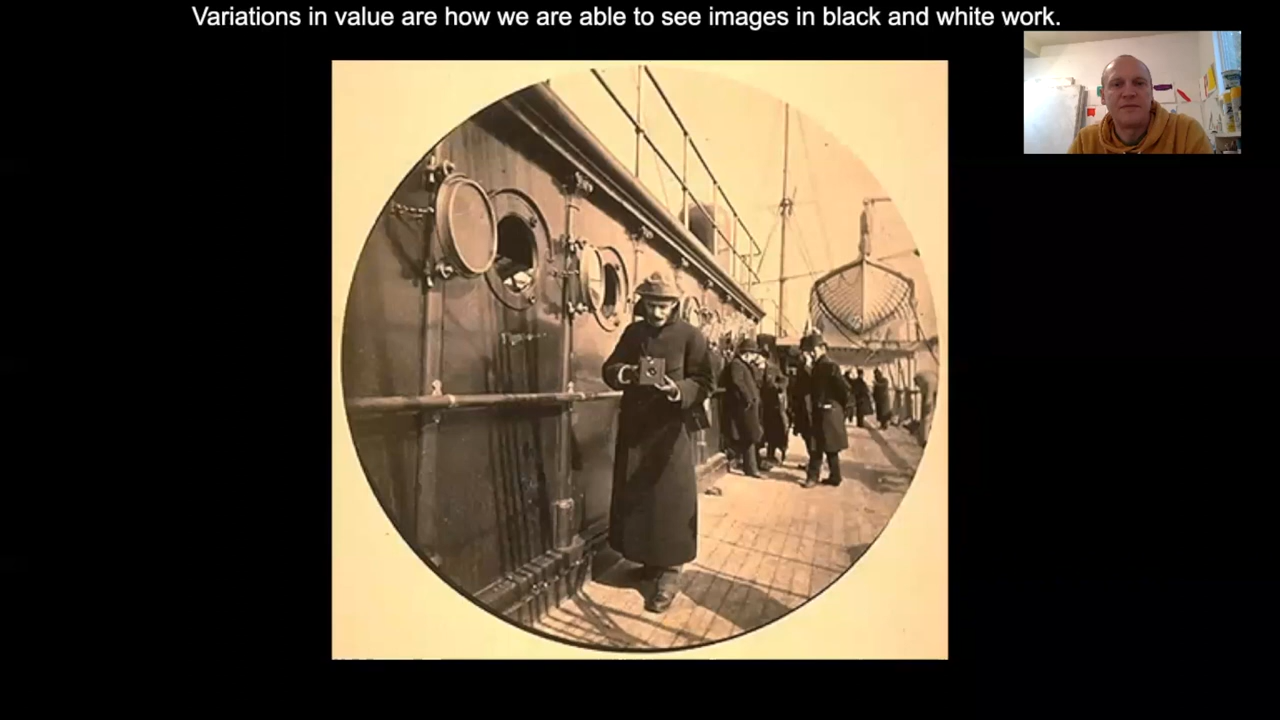 Variations in value are how we are able to see images in black and white work.